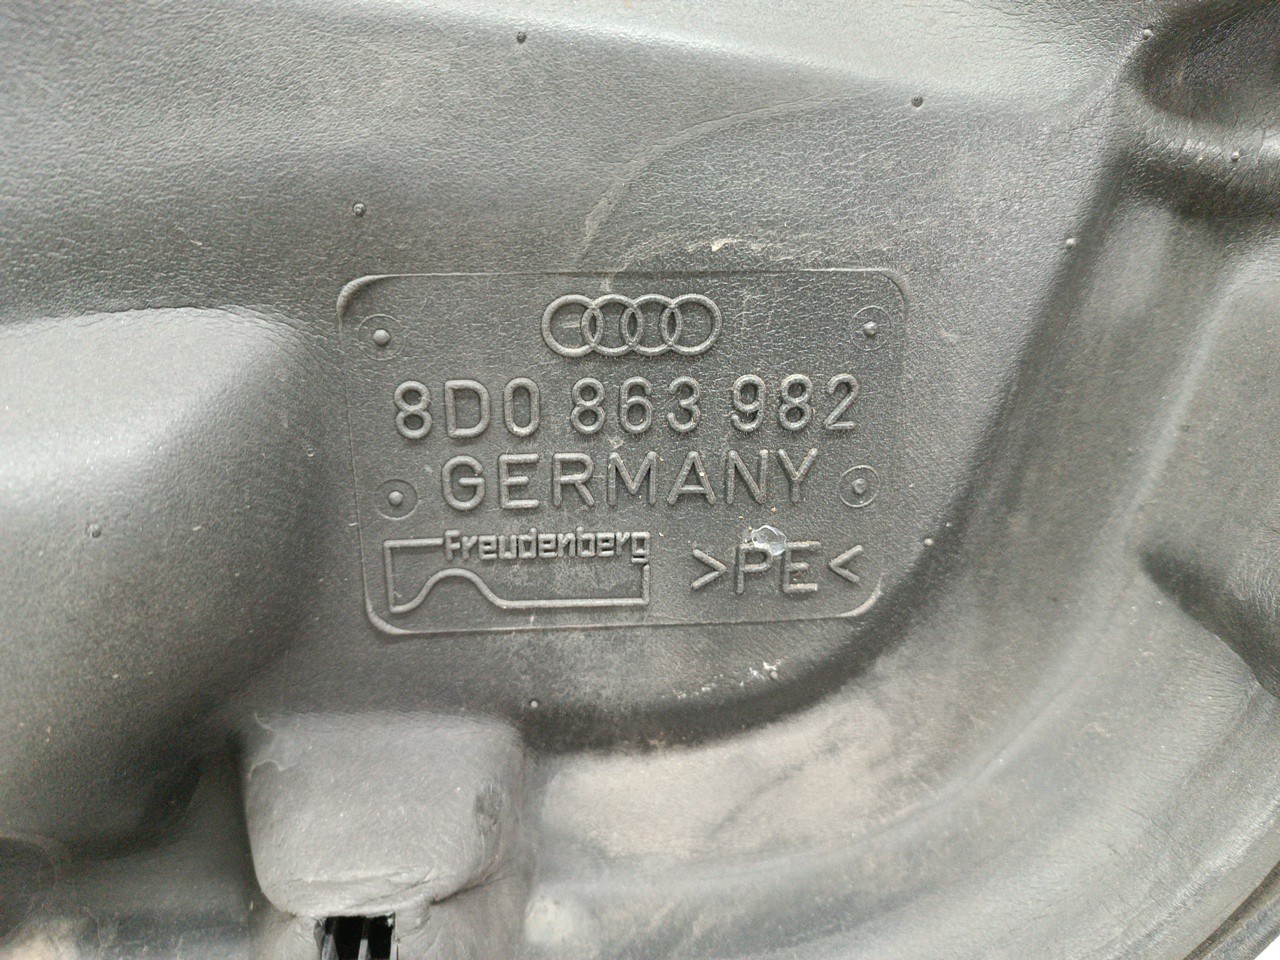 8D0 863 982
GERMANY
Freudenberg
>PE<